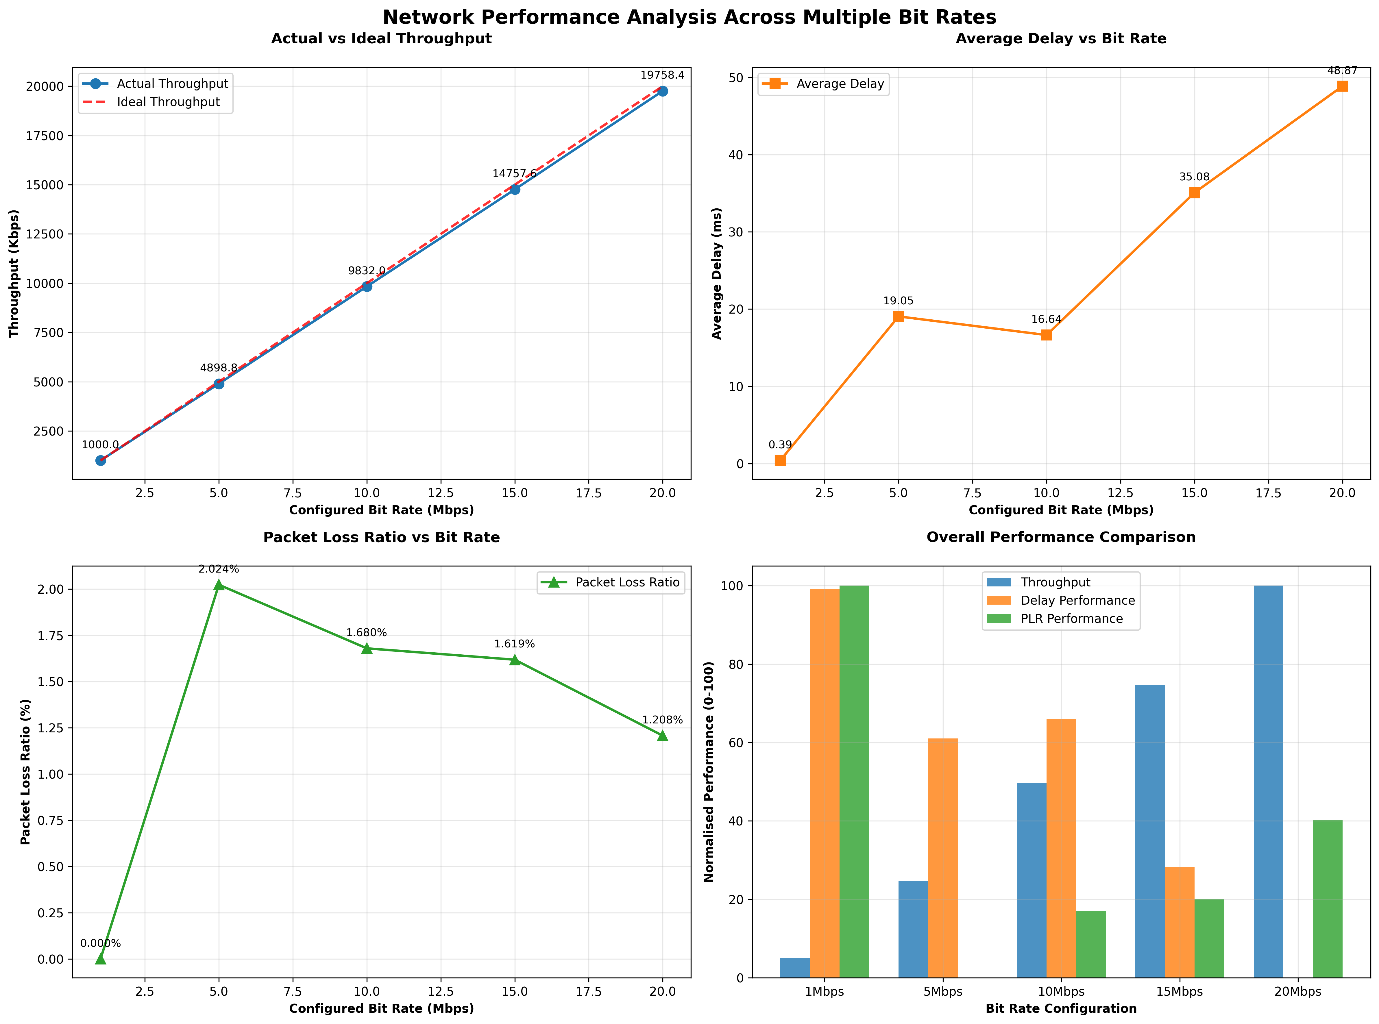 Network Performance Analysis Across Multiple Bit Rates
Actual vs Ideal Throughput
Actual Throughput
Ideal Throughput
19758.4
14757.6
9832.0
4898.8
1000.0
20000
17500
15000
12500
10000
7500
5000
2500
Throughput (Kbps)
2.5 5.0 7.5 10.0 12.5 15.0 17.5 20.0
Configured Bit Rate (Mbps)
Average Delay vs Bit Rate
Average Delay
48.87
35.08
19.05
16.64
0.39
50
40
30
20
10
0
Average Delay (ms)
2.5 5.0 7.5 10.0 12.5 15.0 17.5 20.0
Configured Bit Rate (Mbps)
Packet Loss Ratio vs Bit Rate
Packet Loss Ratio
2.024%
1.680%
1.619%
1.208%
0.000%
2.00
1.75
1.50
1.25
1.00
0.75
0.50
0.25
0.00
Packet Loss Ratio (%)
2.5 5.0 7.5 10.0 12.5 15.0 17.5 20.0
Configured Bit Rate (Mbps)
Overall Performance Comparison
Throughput
Delay Performance
PLR Performance
100
80
60
40
20
0
Normalised Performance (0-100)
1Mbps 5Mbps 10Mbps 15Mbps 20Mbps
Bit Rate Configuration